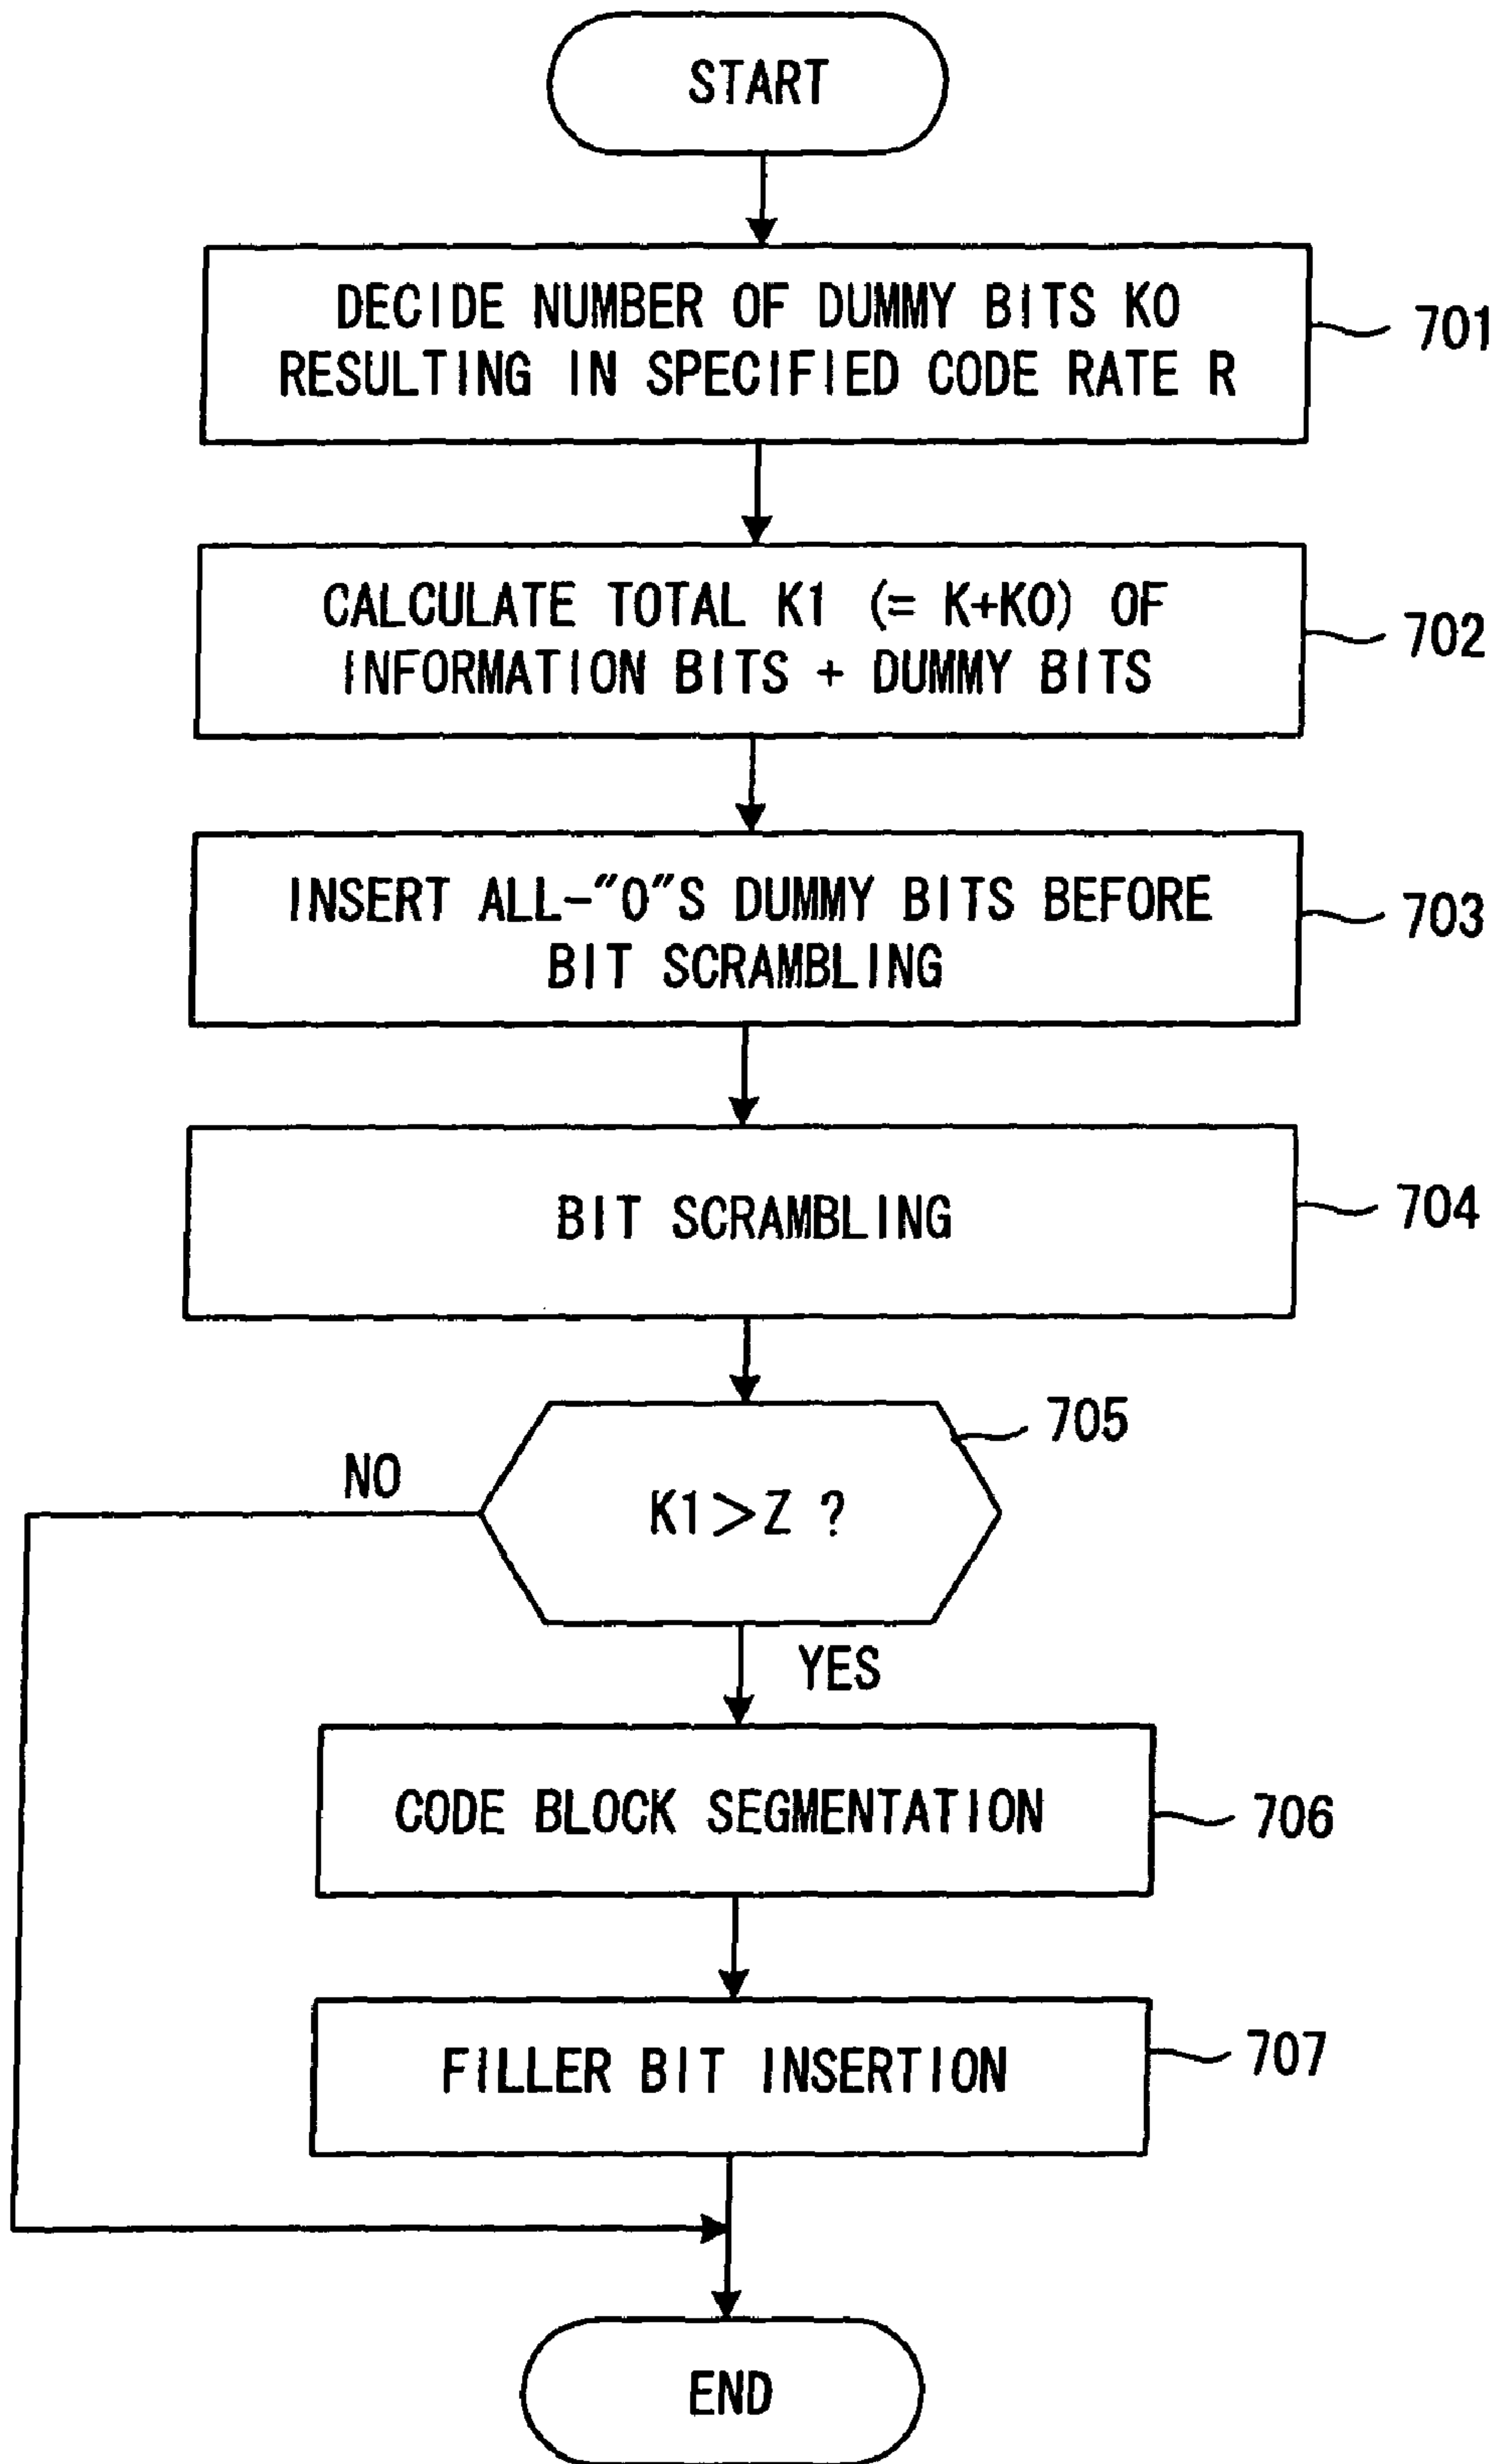 START
DECIDE NUMBER OF DUMMY BITS K0
RESULTING IN SPECIFIED CODE RATE R
701
CALCULATE TOTAL K1 (= K+K0) OF
INFORMATION BITS + DUMMY BITS
702
INSERT ALL-"0"S DUMMY BITS BEFORE
BIT SCRAMBLING
703
BIT SCRAMBLING
704
705
NO
K1>Z ?
YES
CODE BLOCK SEGMENTATION
706
FILLER BIT INSERTION
707
END